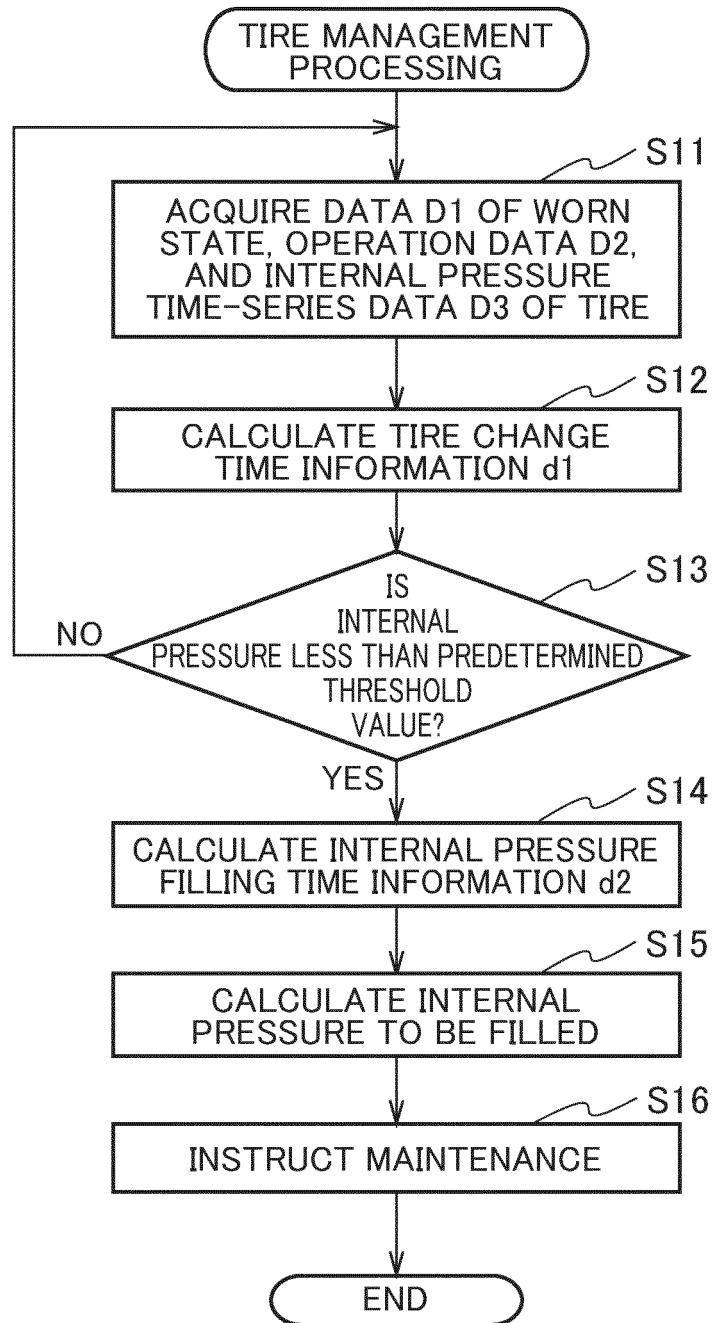 TIRE MANAGEMENT
PROCESSING
S11
ACQUIRE DATA D1 OF WORN
STATE, OPERATION DATA D2,
AND INTERNAL PRESSURE
TIME-SERIES DATA D3 OF TIRE
S12
CALCULATE TIRE CHANGE
TIME INFORMATION d1
S13
IS
INTERNAL
PRESSURE LESS THAN PREDETERMINED
THRESHOLD
VALUE?
NO
YES
S14
CALCULATE INTERNAL PRESSURE
FILLING TIME INFORMATION d2
S15
CALCULATE INTERNAL
PRESSURE TO BE FILLED
S16
INSTRUCT MAINTENANCE
END